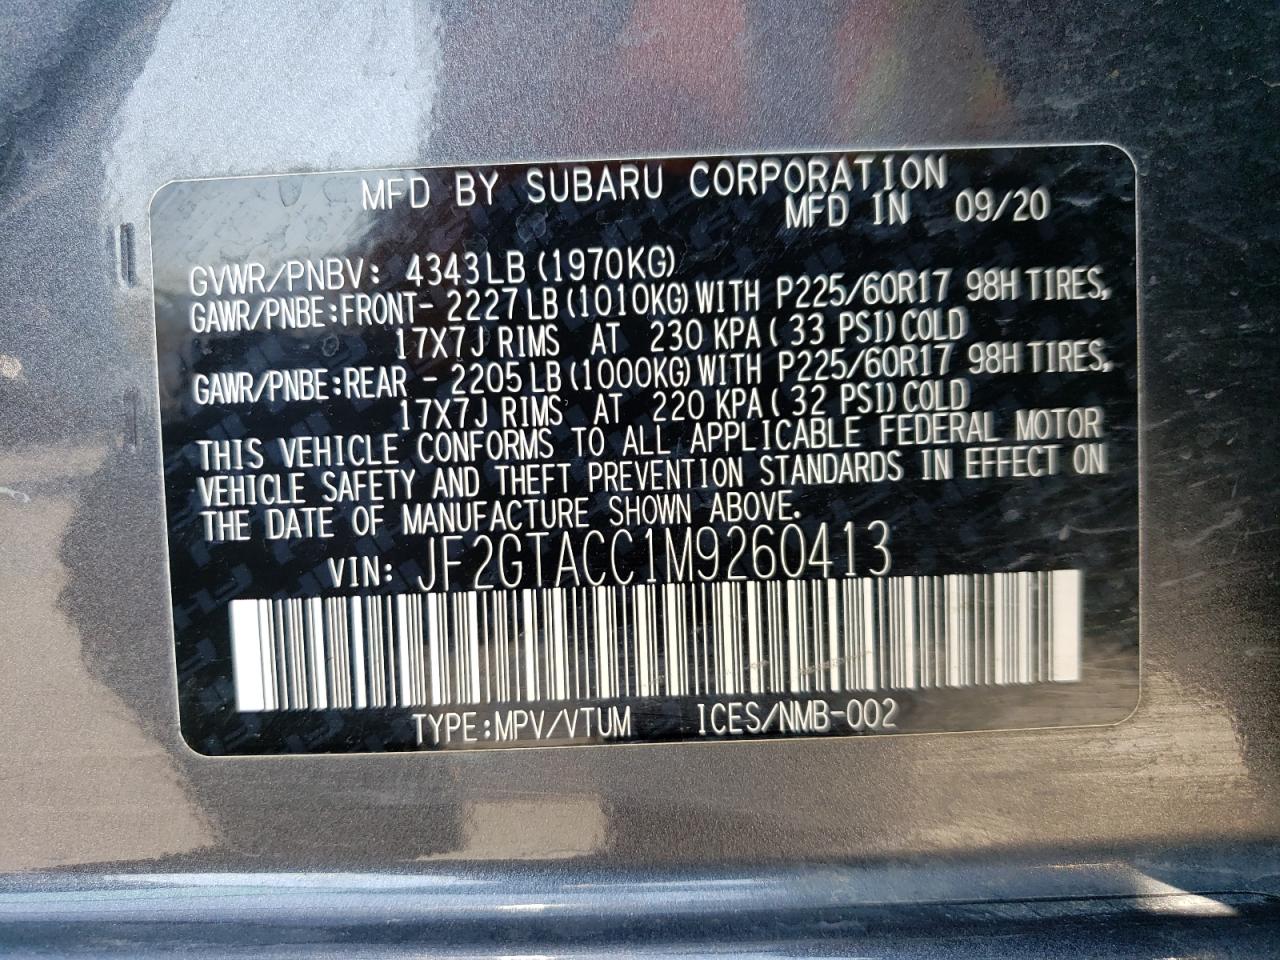 MFD BY SUBARU CORPORATION
MFD IN 09/20
GVWR/PNBV: 4343LB (1970KG)
GAWR/PNBE:FRONT- 2227 LB (1010KG) WITH P225/60R17 98H TIRES,
17X7J RIMS AT 230 KPA ( 33 PSI) COLD
GAWR/PNBE:REAR - 2205 LB (1000KG) WITH P225/60R17 98H TIRES,
17X7J RIMS AT 220 KPA ( 32 PSI) COLD
THIS VEHICLE CONFORMS TO ALL APPLICABLE FEDERAL MOTOR
VEHICLE SAFETY AND THEFT PREVENTION STANDARDS IN EFFECT ON
THE DATE OF MANUFACTURE SHOWN ABOVE.
VIN: JF2GTACC1M9260413
TYPE:MPV/VTUM ICES/NMB-002